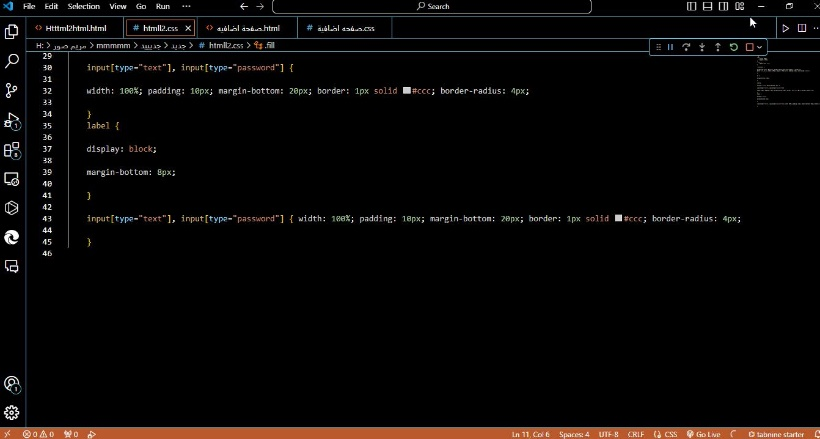 File Edit Selection View Go Run ··· Search
Htttml2html.html
# html2.css ×
صفحة اضافيه.html
# صفحه اضافية.css
H: > مريم صور > mmmmm > جدييد > جديد > # html2.css > .fill
29
30 input[type="text"], input[type="password"] {
31
32 width: 100%; padding: 10px; margin-bottom: 20px; border: 1px solid #ccc; border-radius: 4px;
33
34 }
35 label {
36
37 display: block;
38
39 margin-bottom: 8px;
40
41 }
42
43 input[type="text"], input[type="password"] { width: 100%; padding: 10px; margin-bottom: 20px; border: 1px solid #ccc; border-radius: 4px;
44
45 }
46
0 0 0 Ln 11, Col 6 Spaces: 4 UTF-8 CRLF CSS Go Live tabnine starter